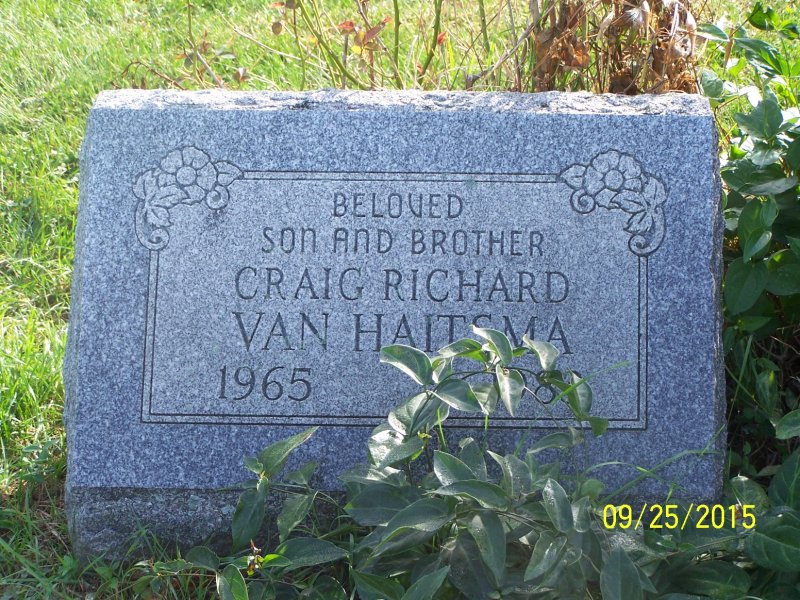 BELOVED
SON AND BROTHER
CRAIG RICHARD
VAN HAITSMA
1965
09/25/2015